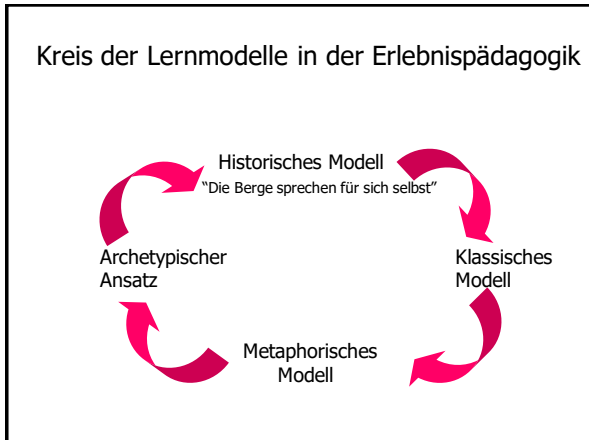 Kreis der Lernmodelle in der Erlebnispädagogik
Historisches Modell
“Die Berge sprechen für sich selbst”
Archetypischer
Ansatz
Klassisches
Modell
Metaphorisches
Modell